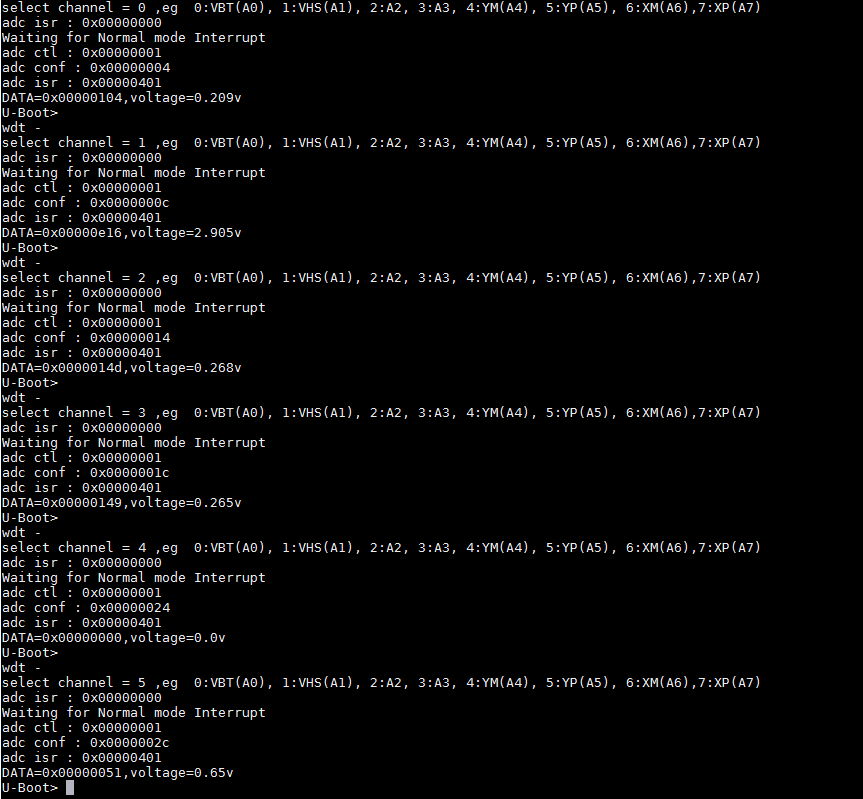 select channel = 0 ,eg  0:VBT(A0), 1:VHS(A1), 2:A2, 3:A3, 4:YM(A4), 5:YP(A5), 6:XM(A6),7:XP(A7)
adc isr : 0x00000000
Waiting for Normal mode Interrupt
adc ctl : 0x00000001
adc conf : 0x00000004
adc isr : 0x00000401
DATA=0x00000104,voltage=0.209v
U-Boot>
wdt -
select channel = 1 ,eg  0:VBT(A0), 1:VHS(A1), 2:A2, 3:A3, 4:YM(A4), 5:YP(A5), 6:XM(A6),7:XP(A7)
adc isr : 0x00000000
Waiting for Normal mode Interrupt
adc ctl : 0x00000001
adc conf : 0x0000000c
adc isr : 0x00000401
DATA=0x00000e16,voltage=2.905v
U-Boot>
wdt -
select channel = 2 ,eg  0:VBT(A0), 1:VHS(A1), 2:A2, 3:A3, 4:YM(A4), 5:YP(A5), 6:XM(A6),7:XP(A7)
adc isr : 0x00000000
Waiting for Normal mode Interrupt
adc ctl : 0x00000001
adc conf : 0x00000014
adc isr : 0x00000401
DATA=0x0000014d,voltage=0.268v
U-Boot>
wdt -
select channel = 3 ,eg  0:VBT(A0), 1:VHS(A1), 2:A2, 3:A3, 4:YM(A4), 5:YP(A5), 6:XM(A6),7:XP(A7)
adc isr : 0x00000000
Waiting for Normal mode Interrupt
adc ctl : 0x00000001
adc conf : 0x0000001c
adc isr : 0x00000401
DATA=0x00000149,voltage=0.265v
U-Boot>
wdt -
select channel = 4 ,eg  0:VBT(A0), 1:VHS(A1), 2:A2, 3:A3, 4:YM(A4), 5:YP(A5), 6:XM(A6),7:XP(A7)
adc isr : 0x00000000
Waiting for Normal mode Interrupt
adc ctl : 0x00000001
adc conf : 0x00000024
adc isr : 0x00000401
DATA=0x00000000,voltage=0.0v
U-Boot>
wdt -
select channel = 5 ,eg  0:VBT(A0), 1:VHS(A1), 2:A2, 3:A3, 4:YM(A4), 5:YP(A5), 6:XM(A6),7:XP(A7)
adc isr : 0x00000000
Waiting for Normal mode Interrupt
adc ctl : 0x00000001
adc conf : 0x0000002c
adc isr : 0x00000401
DATA=0x00000051,voltage=0.65v
U-Boot>